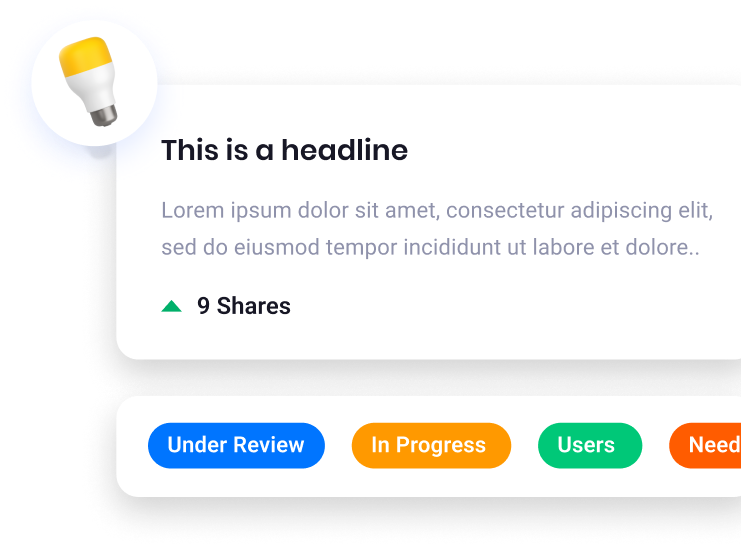 This is a headline
Lorem ipsum dolor sit amet, consectetur adipiscing elit,
sed do eiusmod tempor incididunt ut labore et dolore..
9 Shares
Under Review In Progress Users Need